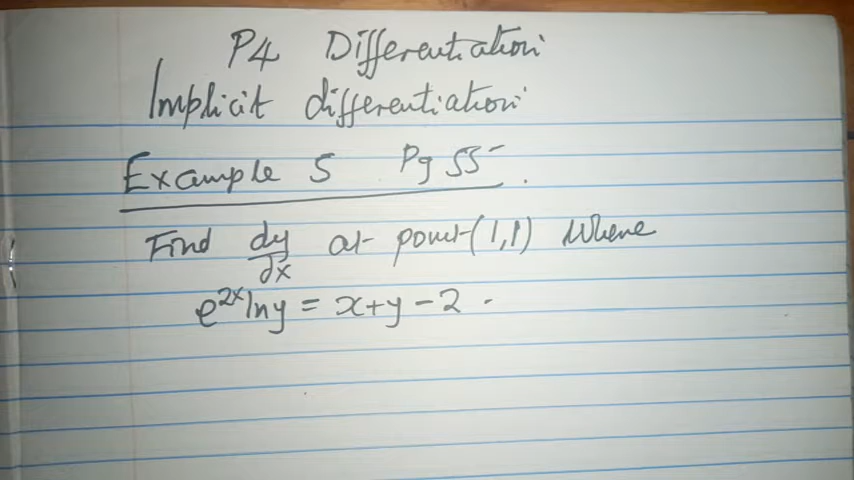 P4 Differentiation
Implicit differentiation
Example 5 Pg 55
Find dy/dx at point (1,1) where
e^2x lny = x+y-2.